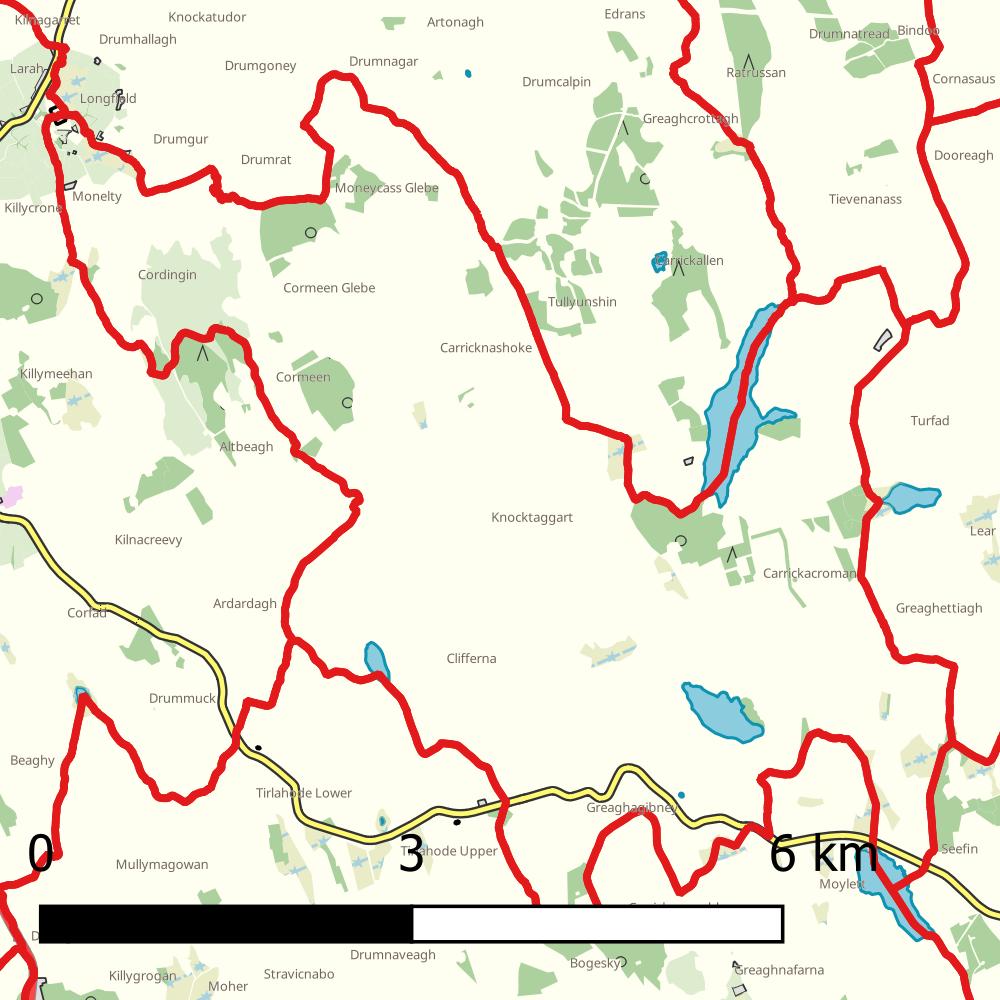 Kilnagarret
Knockatudor
Artonagh
Edrans
Drumnatread
Bindoo
Drumhallagh
Larah
Drumgoney
Drumnagar
Drumcalpin
Ratrussan
Cornasaus
Longfield
Greaghcrottagh
Drumgur
Drumrat
Dooreagh
Monelty
Moneycass Glebe
Tievenanass
Killycrone
Cordingin
Carrickallen
Cormeen Glebe
Tullyunshin
Carricknashoke
Killymeehan
Cormeen
Turfad
Altbeagh
Knocktaggart
Lear
Kilnacreevy
Carrickacroman
Corfad
Ardardagh
Greaghettiagh
Clifferna
Drummuck
Beaghy
Tirlahode Lower
Greaghagibney
Mullymagowan
Tirlahode Upper
Seefin
0 3 6 km
Moylett
Drumnaveagh
Killygrogan
Stravicnabo
Bogesky
Greaghnafarna
Moher